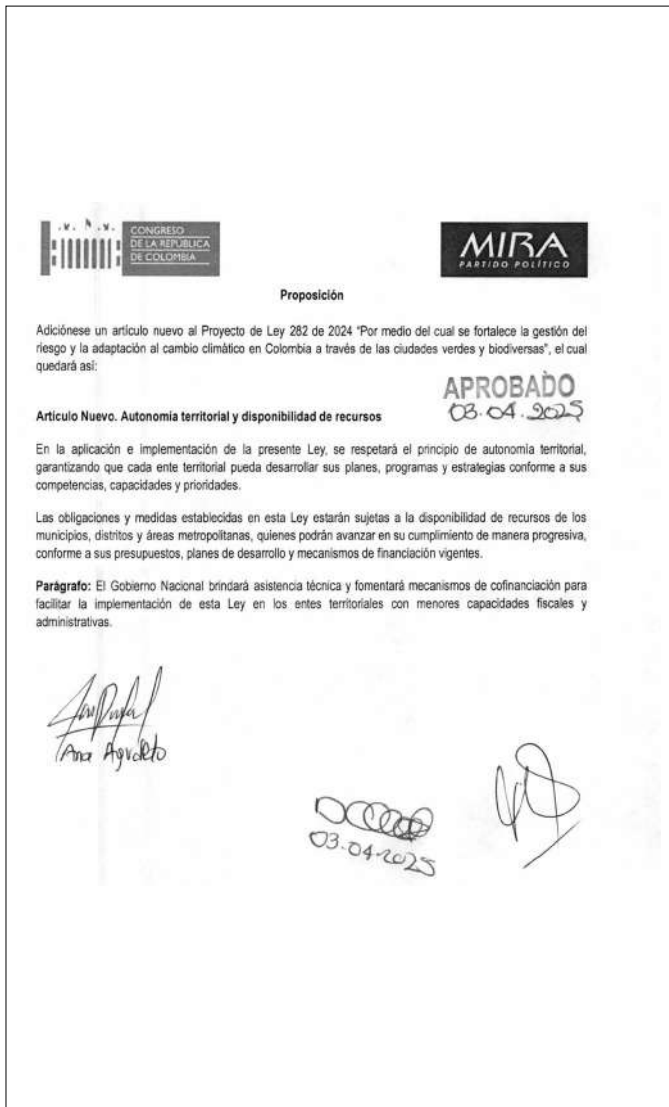 CONGRESO
DE LA REPÚBLICA
DE COLOMBIA
MIRA
PARTIDO POLÍTICO
Proposición
Adiciónese un artículo nuevo al Proyecto de Ley 282 de 2024 "Por medio del cual se fortalece la gestión del
riesgo y la adaptación al cambio climático en Colombia a través de las ciudades verdes y biodiversas", el cual
quedará así:
APROBADO
03.04.2025
Artículo Nuevo. Autonomía territorial y disponibilidad de recursos
En la aplicación e implementación de la presente Ley, se respetará el principio de autonomía territorial,
garantizando que cada ente territorial pueda desarrollar sus planes, programas y estrategias conforme a sus
competencias, capacidades y prioridades.
Las obligaciones y medidas establecidas en esta Ley estarán sujetas a la disponibilidad de recursos de los
municipios, distritos y áreas metropolitanas, quienes podrán avanzar en su cumplimiento de manera progresiva,
conforme a sus presupuestos, planes de desarrollo y mecanismos de financiación vigentes.
Parágrafo: El Gobierno Nacional brindará asistencia técnica y fomentará mecanismos de cofinanciación para
facilitar la implementación de esta Ley en los entes territoriales con menores capacidades fiscales y
administrativas.
Ana Agudelo
03.04.2025